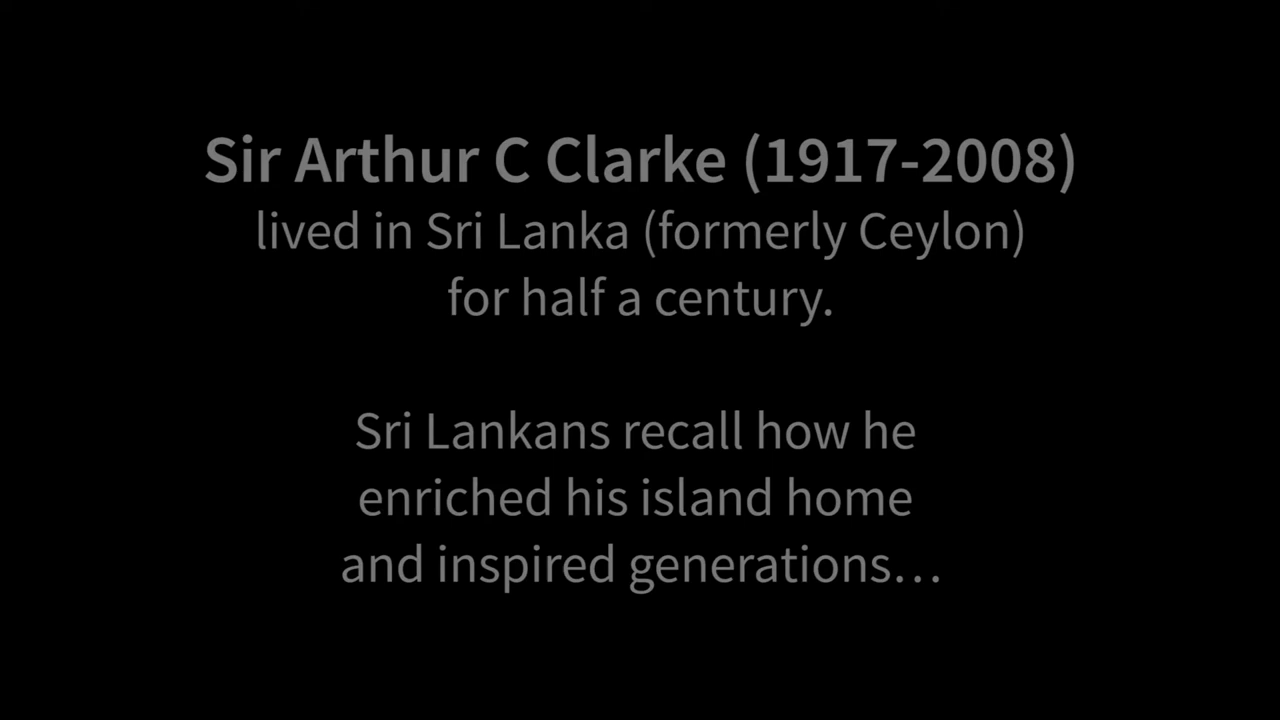 Sir Arthur C Clarke (1917-2008)
lived in Sri Lanka (formerly Ceylon)
for half a century.
Sri Lankans recall how he
enriched his island home
and inspired generations…